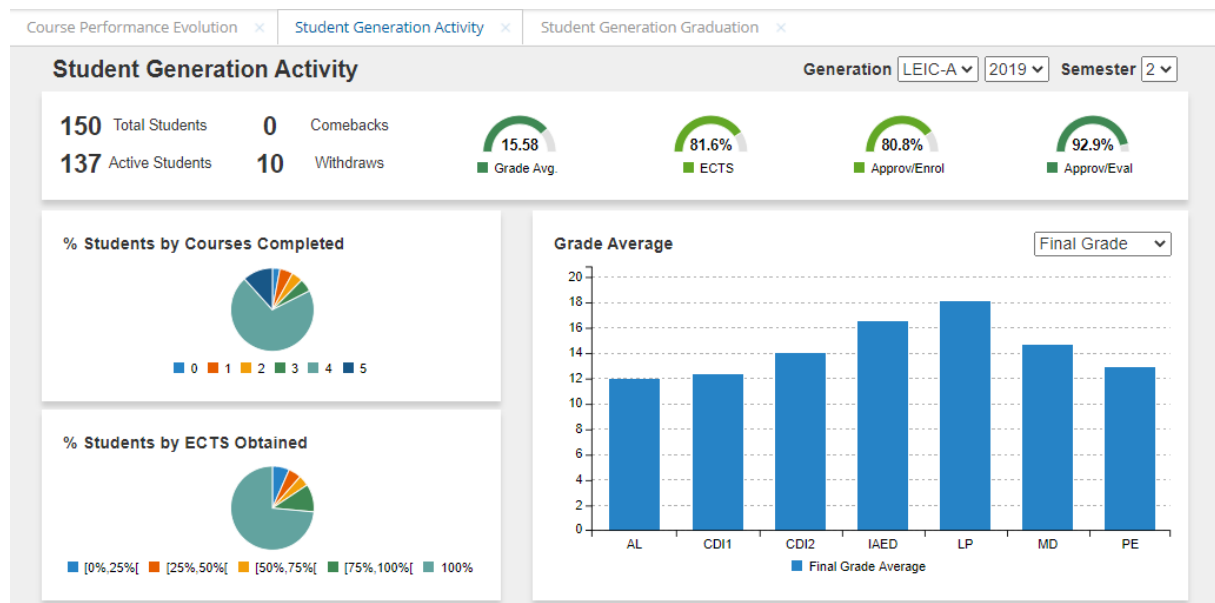 Course Performance Evolution × Student Generation Activity × Student Generation Graduation ×
Student Generation Activity Generation LEIC-A 2019 Semester 2
150 Total Students 0 Comebacks
137 Active Students 10 Withdraws
15.58 81.6% 80.8% 92.9%
Grade Avg. ECTS Approv/Enrol Approv/Eval
% Students by Courses Completed
0 1 2 3 4 5
% Students by ECTS Obtained
[0%,25%[ [25%,50%[ [50%,75%[ [75%,100%[ 100%
Grade Average Final Grade
20
18
16
14
12
10
8
6
4
2
0
AL CDI1 CDI2 IAED LP MD PE
Final Grade Average